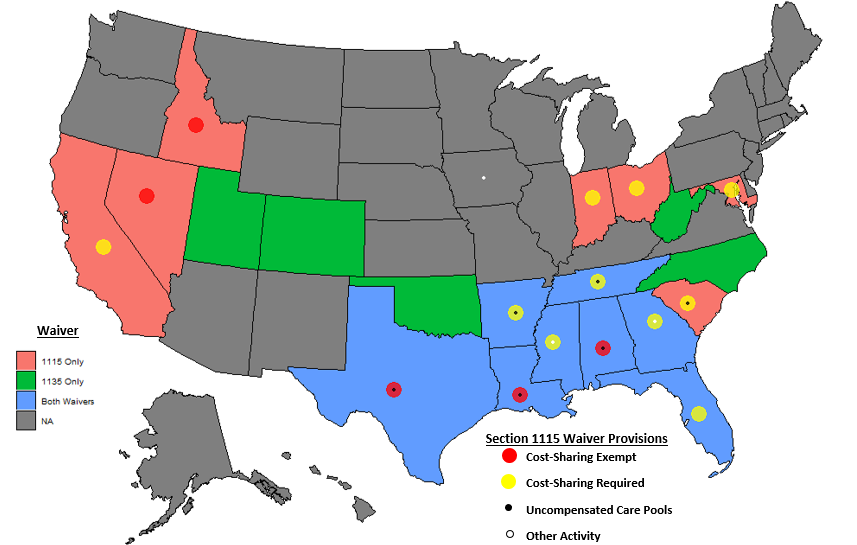 Waiver
1115 Only
1135 Only
Both Waivers
NA
Section 1115 Waiver Provisions
Cost-Sharing Exempt
Cost-Sharing Required
Uncompensated Care Pools
Other Activity